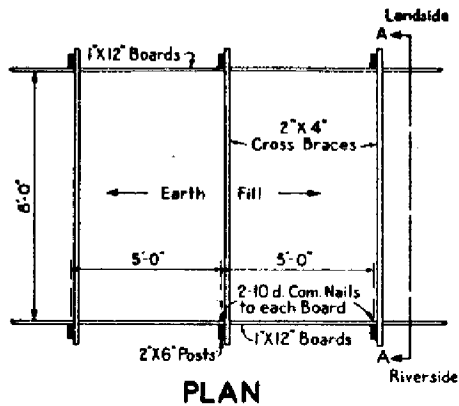 Landside
A
1"X12" Boards
2"X 4"
Cross Braces
8'-0"
Earth Fill
5'-0" 5'-0"
2-10 d. Com. Nails
to each Board
2"X6" Posts
1"X12" Boards
A
Riverside
PLAN